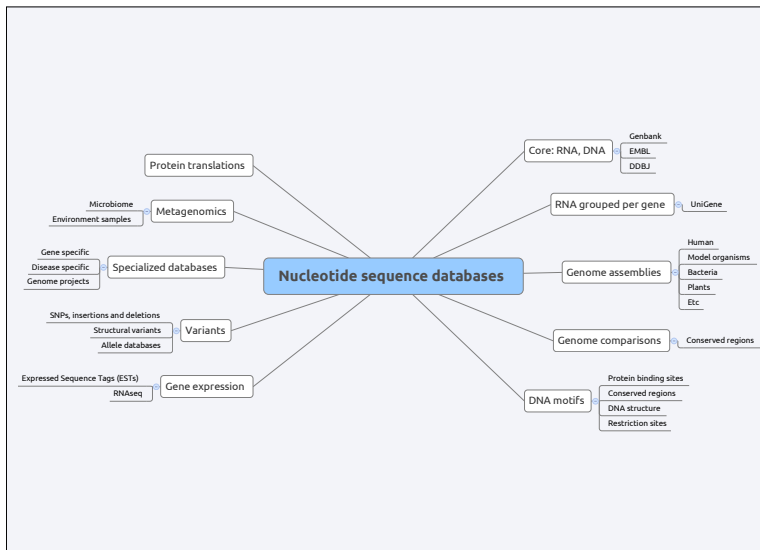 Nucleotide sequence databases
Core: RNA, DNA
Genbank
EMBL
DDBJ
RNA grouped per gene
UniGene
Genome assemblies
Human
Model organisms
Bacteria
Plants
Etc
Genome comparisons
Conserved regions
DNA motifs
Protein binding sites
Conserved regions
DNA structure
Restriction sites
Protein translations
Metagenomics
Microbiome
Environment samples
Specialized databases
Gene specific
Disease specific
Genome projects
Variants
SNPs, insertions and deletions
Structural variants
Allele databases
Gene expression
Expressed Sequence Tags (ESTs)
RNAseq